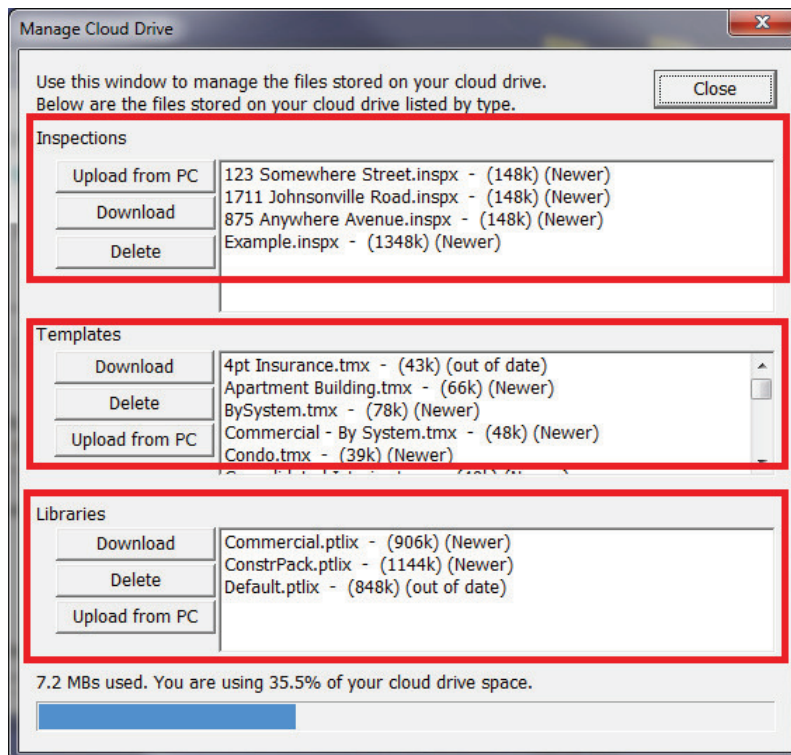 Manage Cloud Drive
Use this window to manage the files stored on your cloud drive.
Below are the files stored on your cloud drive listed by type.
Close
Inspections
Upload from PC
Download
Delete
123 Somewhere Street.inspx - (148k) (Newer)
1711 Johnsonville Road.inspx - (148k) (Newer)
875 Anywhere Avenue.inspx - (148k) (Newer)
Example.inspx - (1348k) (Newer)
Templates
Download
Delete
Upload from PC
4pt Insurance.tmx - (43k) (out of date)
Apartment Building.tmx - (66k) (Newer)
BySystem.tmx - (78k) (Newer)
Commercial - By System.tmx - (48k) (Newer)
Condo.tmx - (39k) (Newer)
Libraries
Download
Delete
Upload from PC
Commercial.ptlix - (906k) (Newer)
ConstrPack.ptlix - (1144k) (Newer)
Default.ptlix - (848k) (out of date)
7.2 MBs used. You are using 35.5% of your cloud drive space.